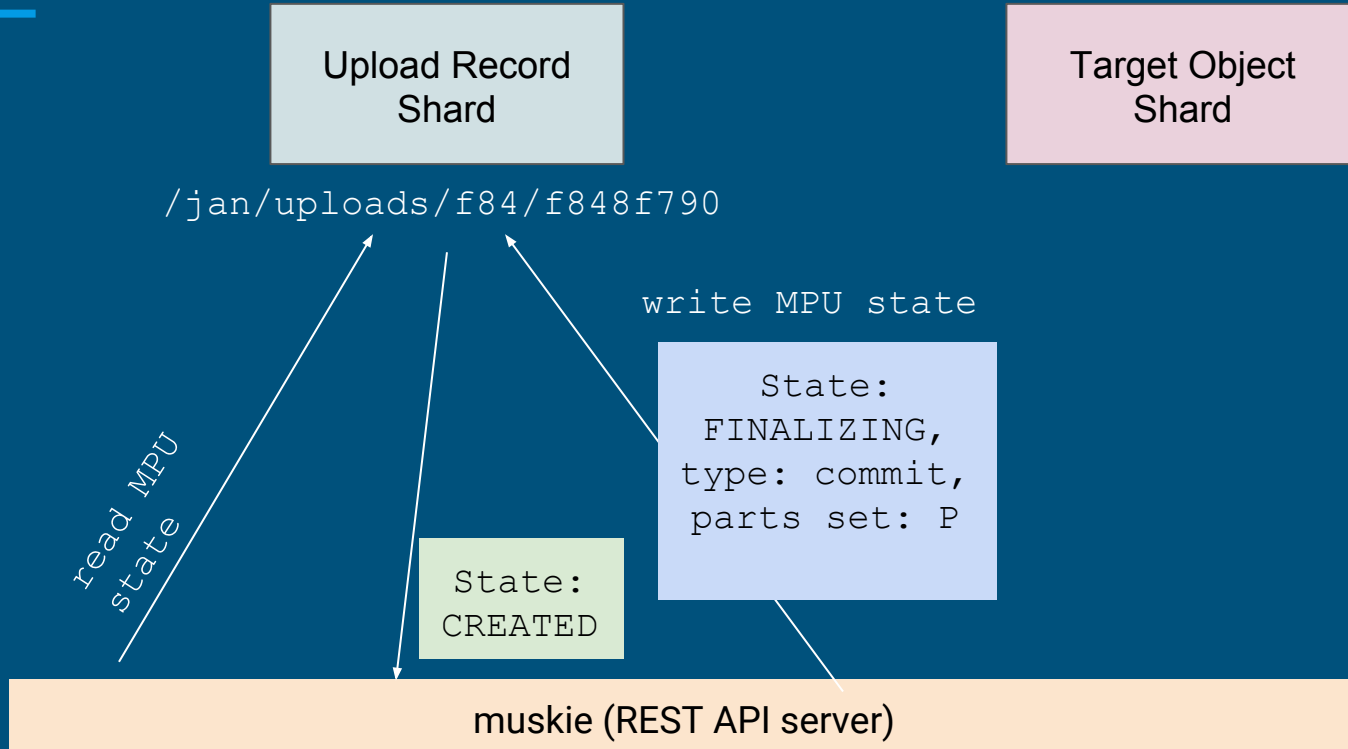 Upload Record
Shard
Target Object
Shard
/jan/uploads/f84/f848f790
write MPU state
State:
FINALIZING,
type: commit,
parts set: P
read MPU
state
State:
CREATED
muskie (REST API server)